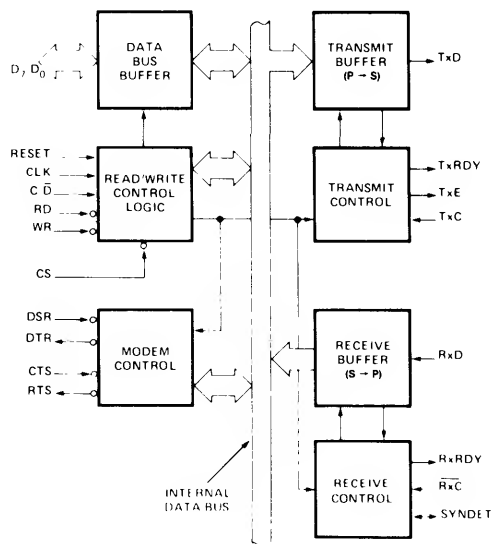 DATA
BUS
BUFFER
D7 D0
TRANSMIT
BUFFER
(P → S)
TxD
RESET
CLK
C D̅
RD
WR
READ/WRITE
CONTROL
LOGIC
CS
TRANSMIT
CONTROL
TxRDY
TxE
TxC
DSR
DTR
CTS
RTS
MODEM
CONTROL
RECEIVE
BUFFER
(S → P)
RxD
INTERNAL
DATA BUS
RECEIVE
CONTROL
RxRDY
R̅x̅C̅
SYNDET